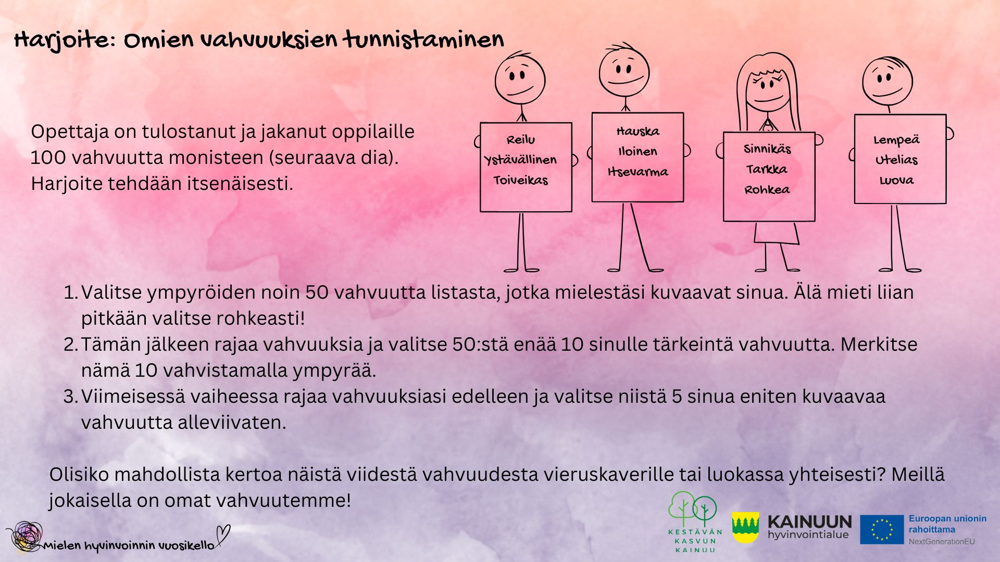 Harjoite: Omien vahvuuksien tunnistaminen
Opettaja on tulostanut ja jakanut oppilaille
100 vahvuutta monisteen (seuraava dia).
Harjoite tehdään itsenäisesti.
Reilu
Ystävällinen
Toiveikas
Hauska
Iloinen
Itsevarma
Sinnikäs
Tarkka
Rohkea
Lempeä
Utelias
Luova
1. Valitse ympyröiden noin 50 vahvuutta listasta, jotka mielestäsi kuvaavat sinua. Älä mieti liian
pitkään valitse rohkeasti!
2. Tämän jälkeen rajaa vahvuuksia ja valitse 50:stä enää 10 sinulle tärkeintä vahvuutta. Merkitse
nämä 10 vahvistamalla ympyrää.
3. Viimeisessä vaiheessa rajaa vahvuuksiasi edelleen ja valitse niistä 5 sinua eniten kuvaavaa
vahvuutta alleviivaten.
Olisiko mahdollista kertoa näistä viidestä vahvuudesta vieruskaverille tai luokassa yhteisesti? Meillä
jokaisella on omat vahvuutemme!
Mielen hyvinvoinnin vuosikello
KESTÄVÄN
KASVUN
KAINUU
KAINUUN
hyvinvointialue
Euroopan unionin
rahoittama
NextGenerationEU